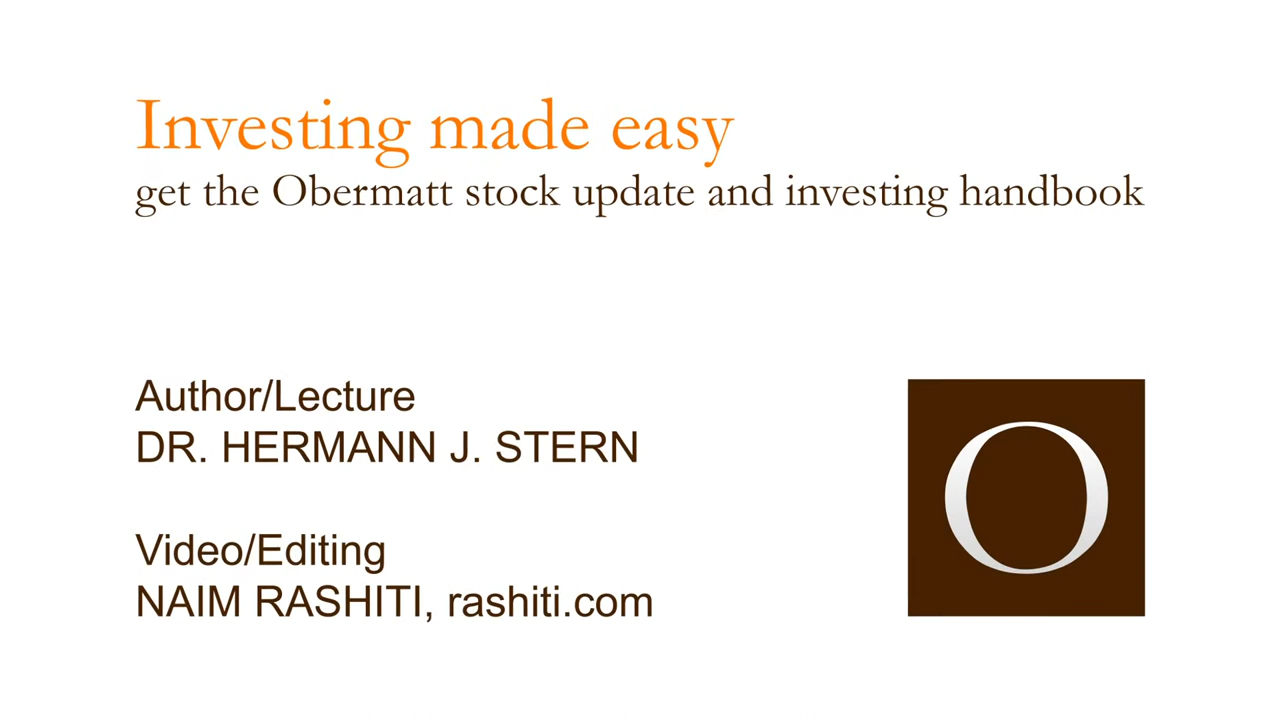 Investing made easy
get the Obermatt stock update and investing handbook
Author/Lecture
DR. HERMANN J. STERN
Video/Editing
NAIM RASHITI, rashiti.com
O